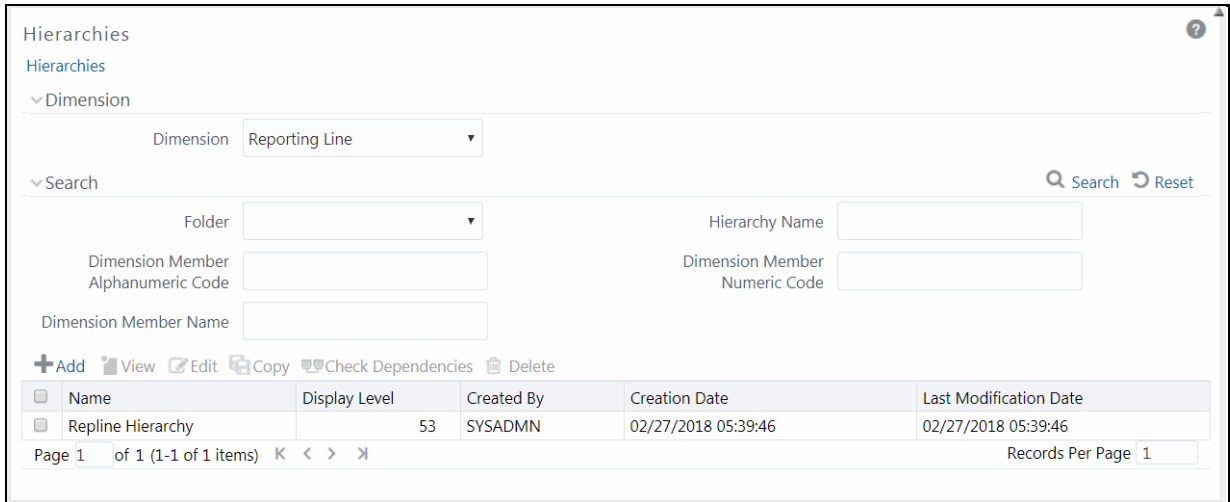 Hierarchies
Hierarchies
Dimension
Dimension Reporting Line
Search Search Reset
Folder Hierarchy Name
Dimension Member Alphanumeric Code Dimension Member Numeric Code
Dimension Member Name
Add View Edit Copy Check Dependencies Delete
Name Display Level Created By Creation Date Last Modification Date
Repline Hierarchy 53 SYSADMN 02/27/2018 05:39:46 02/27/2018 05:39:46
Page 1 of 1 (1-1 of 1 items) Records Per Page 1